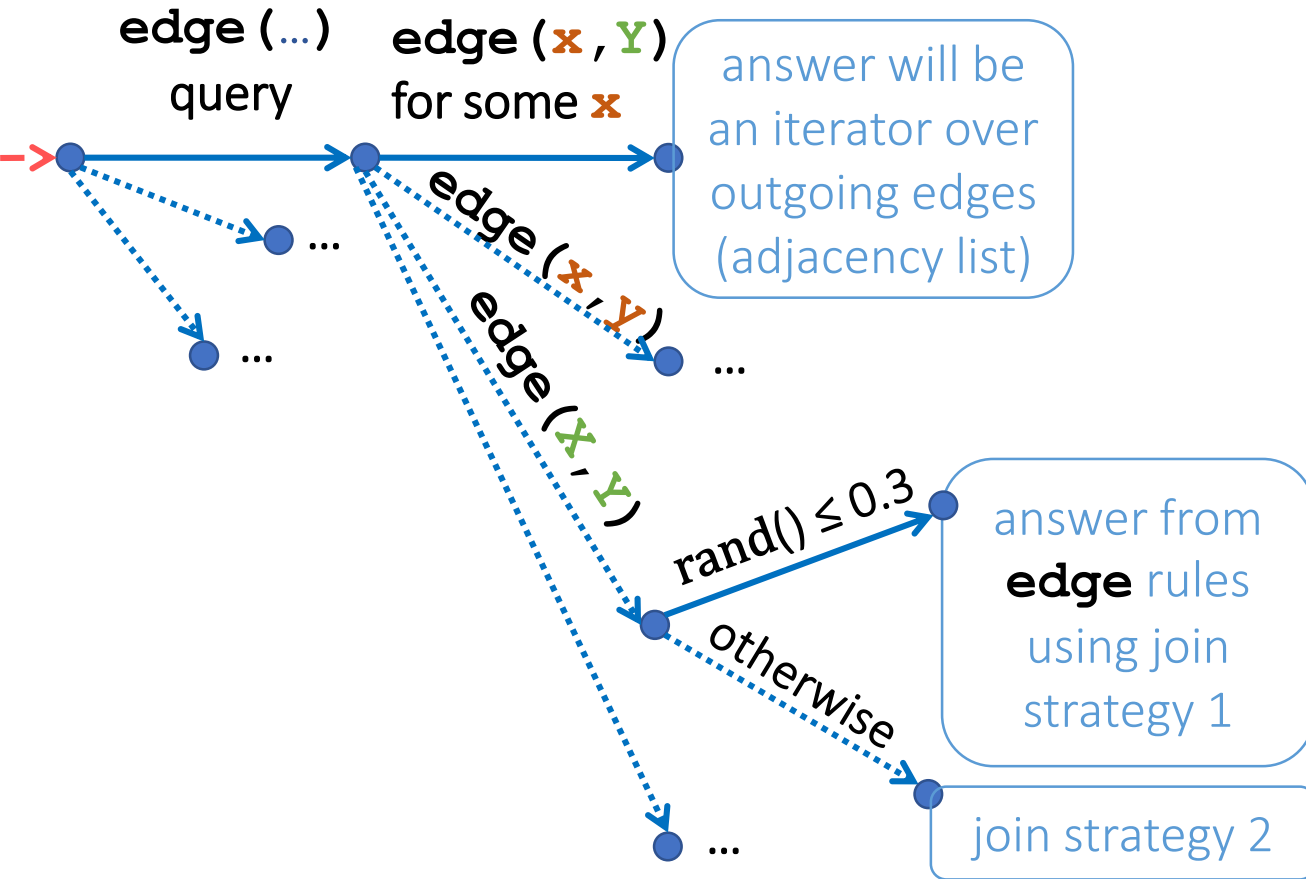 edge(…)
query
edge(x,Y)
for some x
answer will be
an iterator over
outgoing edges
(adjacency list)
…
…
edge(x,y)
…
edge(X,Y)
rand() ≤ 0.3
answer from
edge rules
using join
strategy 1
otherwise
join strategy 2
…